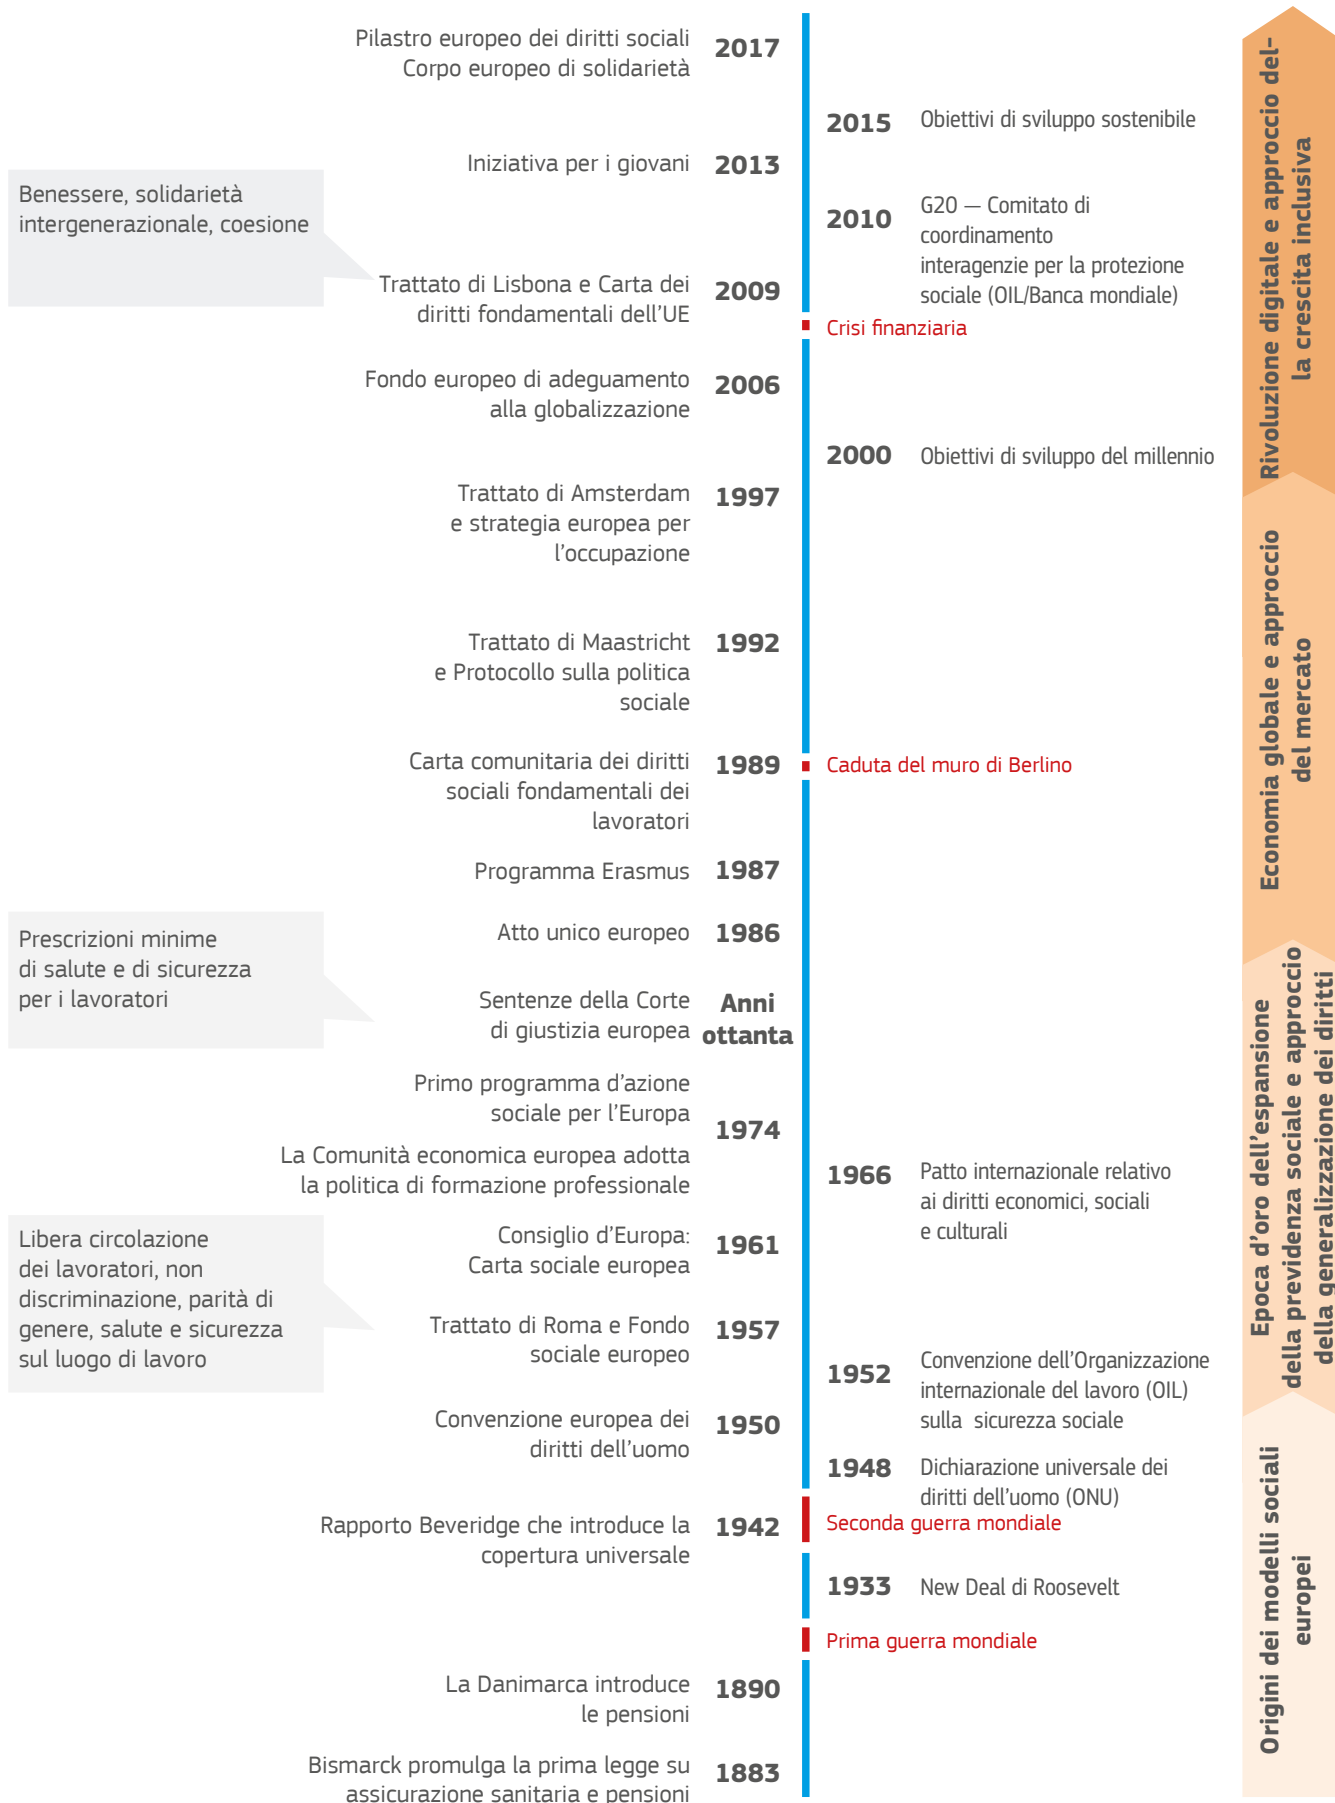 Pilastro europeo dei diritti sociali
Corpo europeo di solidarietà
2017
2015
Obiettivi di sviluppo sostenibile
Iniziativa per i giovani
2013
Benessere, solidarietà
intergenerazionale, coesione
2010
G20 — Comitato di
coordinamento
interagenzie per la protezione
sociale (OIL/Banca mondiale)
Trattato di Lisbona e Carta dei
diritti fondamentali dell'UE
2009
Crisi finanziaria
Fondo europeo di adeguamento
alla globalizzazione
2006
2000
Obiettivi di sviluppo del millennio
Trattato di Amsterdam
e strategia europea per
l'occupazione
1997
Trattato di Maastricht
e Protocollo sulla politica
sociale
1992
Carta comunitaria dei diritti
sociali fondamentali dei
lavoratori
1989
Caduta del muro di Berlino
Programma Erasmus
1987
Atto unico europeo
1986
Prescrizioni minime
di salute e di sicurezza
per i lavoratori
Sentenze della Corte
di giustizia europea
Anni
ottanta
Primo programma d'azione
sociale per l'Europa
1974
La Comunità economica europea adotta
la politica di formazione professionale
1966
Patto internazionale relativo
ai diritti economici, sociali
e culturali
Libera circolazione
dei lavoratori, non
discriminazione, parità di
genere, salute e sicurezza
sul luogo di lavoro
Consiglio d'Europa:
Carta sociale europea
1961
Trattato di Roma e Fondo
sociale europeo
1957
1952
Convenzione dell'Organizzazione
internazionale del lavoro (OIL)
sulla sicurezza sociale
Convenzione europea dei
diritti dell'uomo
1950
1948
Dichiarazione universale dei
diritti dell'uomo (ONU)
Rapporto Beveridge che introduce la
copertura universale
1942
Seconda guerra mondiale
1933
New Deal di Roosevelt
Prima guerra mondiale
La Danimarca introduce
le pensioni
1890
Bismarck promulga la prima legge su
assicurazione sanitaria e pensioni
1883
Rivoluzione digitale e approccio del-
la crescita inclusiva
Economia globale e approccio
del mercato
Epoca d'oro dell'espansione
della previdenza sociale e approccio
della generalizzazione dei diritti
Origini dei modelli sociali
europei